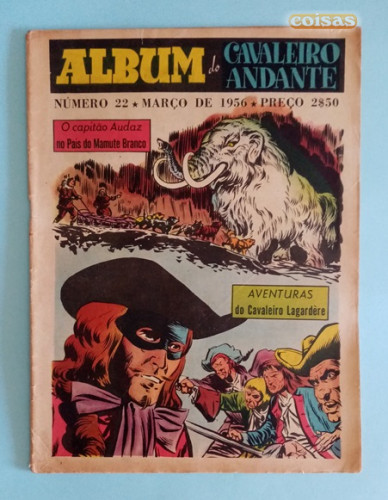 coisas
ALBUM do CAVALEIRO
ANDANTE
NÚMERO 22 ★ MARÇO DE 1956 ★ PREÇO 2$50
O capitão Audaz
no País do Mamute Branco
AVENTURAS
do Cavaleiro Lagardère